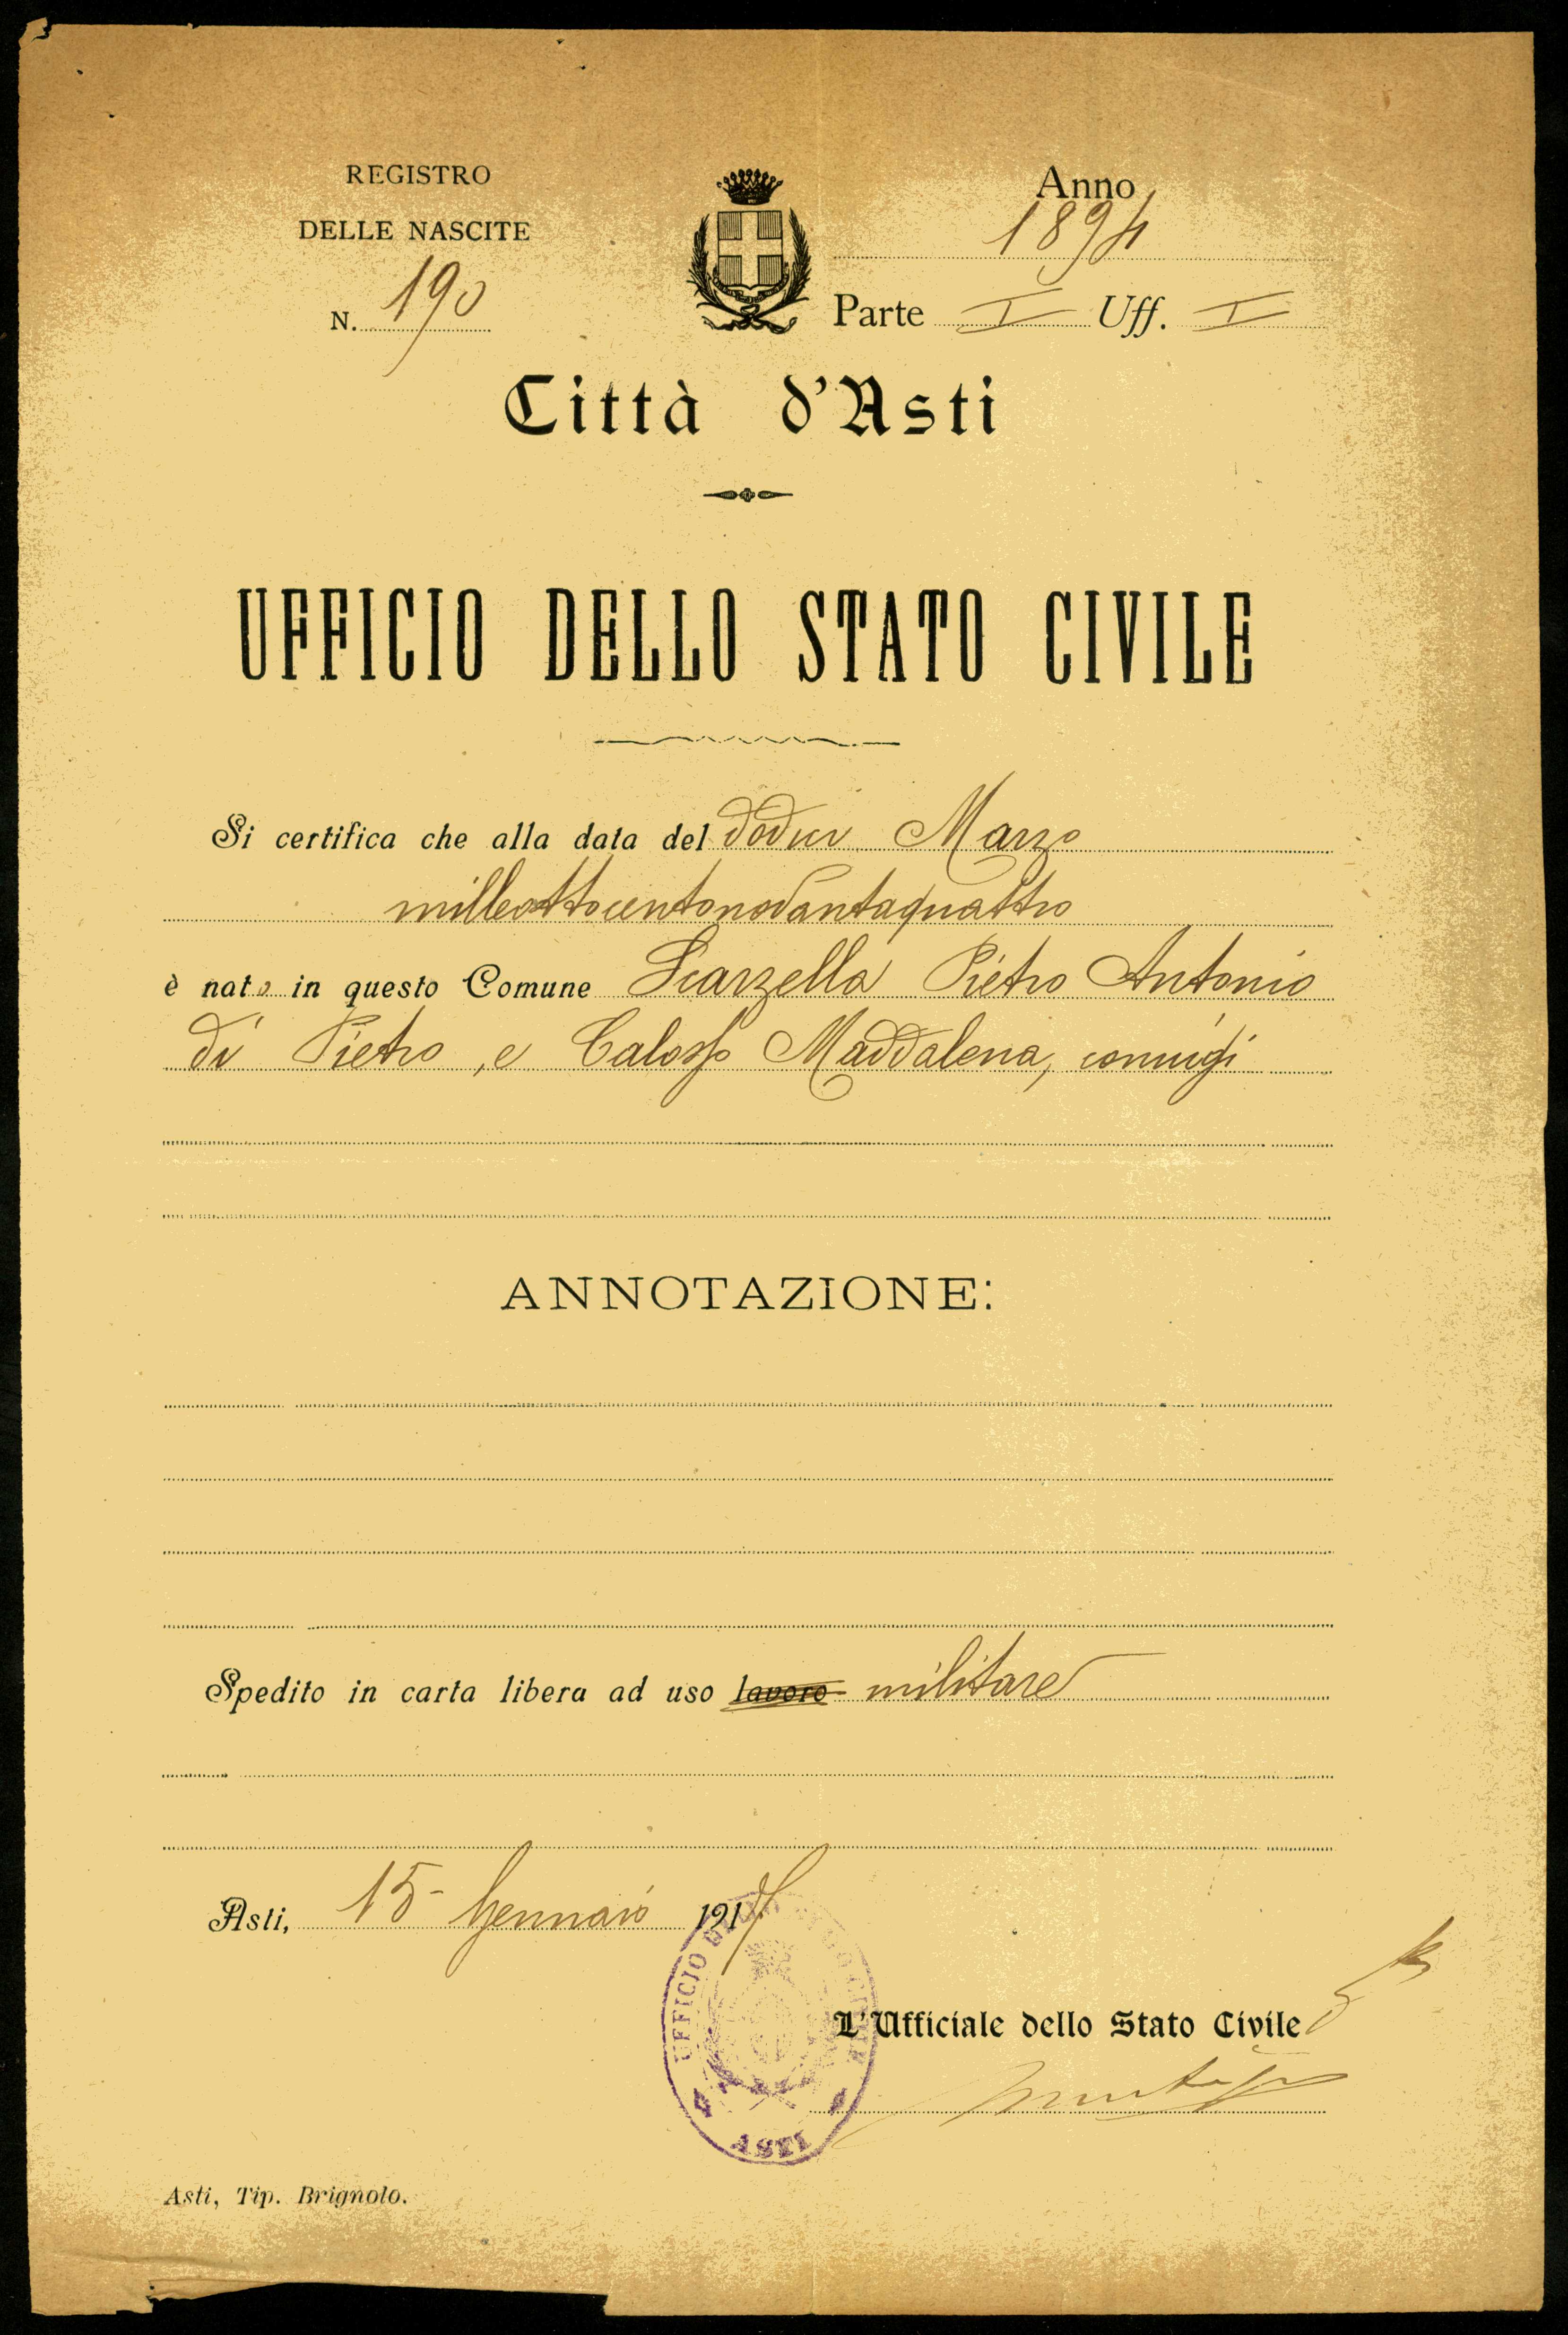 REGISTRO
DELLE NASCITE
N. 190
Anno
1894
Parte I Uff. I
Città d'Asti
UFFICIO DELLO STATO CIVILE
Si certifica che alla data del dodici Marzo
milleottocentonovantaquattro
è nato in questo Comune Scarzella Pietro Antonio
di Pietro, e Calosso Maddalena, coniugi
ANNOTAZIONE:
Spedito in carta libera ad uso lavoro militare
Asti, 15 Gennaio 191
UFFICIO
ASTI
L'Ufficiale dello Stato Civile
Asti, Tip. Brignolo.